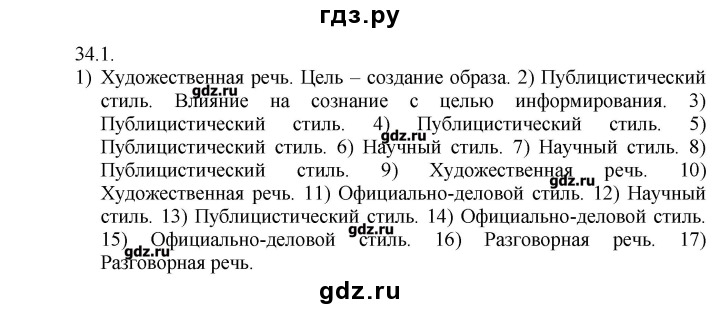 гдз.ру
34.1.
1) Художественная речь. Цель – создание образа. 2) Публицистический
стиль. Влияние на сознание с целью информирования. 3)
gdz.ru
Публицистический стиль. 4) Публицистический стиль. 5)
gdz.ru
Публицистический стиль. 6) Научный стиль. 7) Научный стиль. 8)
gdz.ru
Публицистический стиль. 9) Художественная речь. 10)
gdz.ru
Художественная речь. 11) Официально-деловой стиль. 12) Научный
стиль. 13) Публицистический стиль. 14) Официально-деловой стиль.
gdz.ru
15) Официально-деловой стиль. 16) Разговорная речь. 17)
gdz.ru
Разговорная речь.
gdz.ru